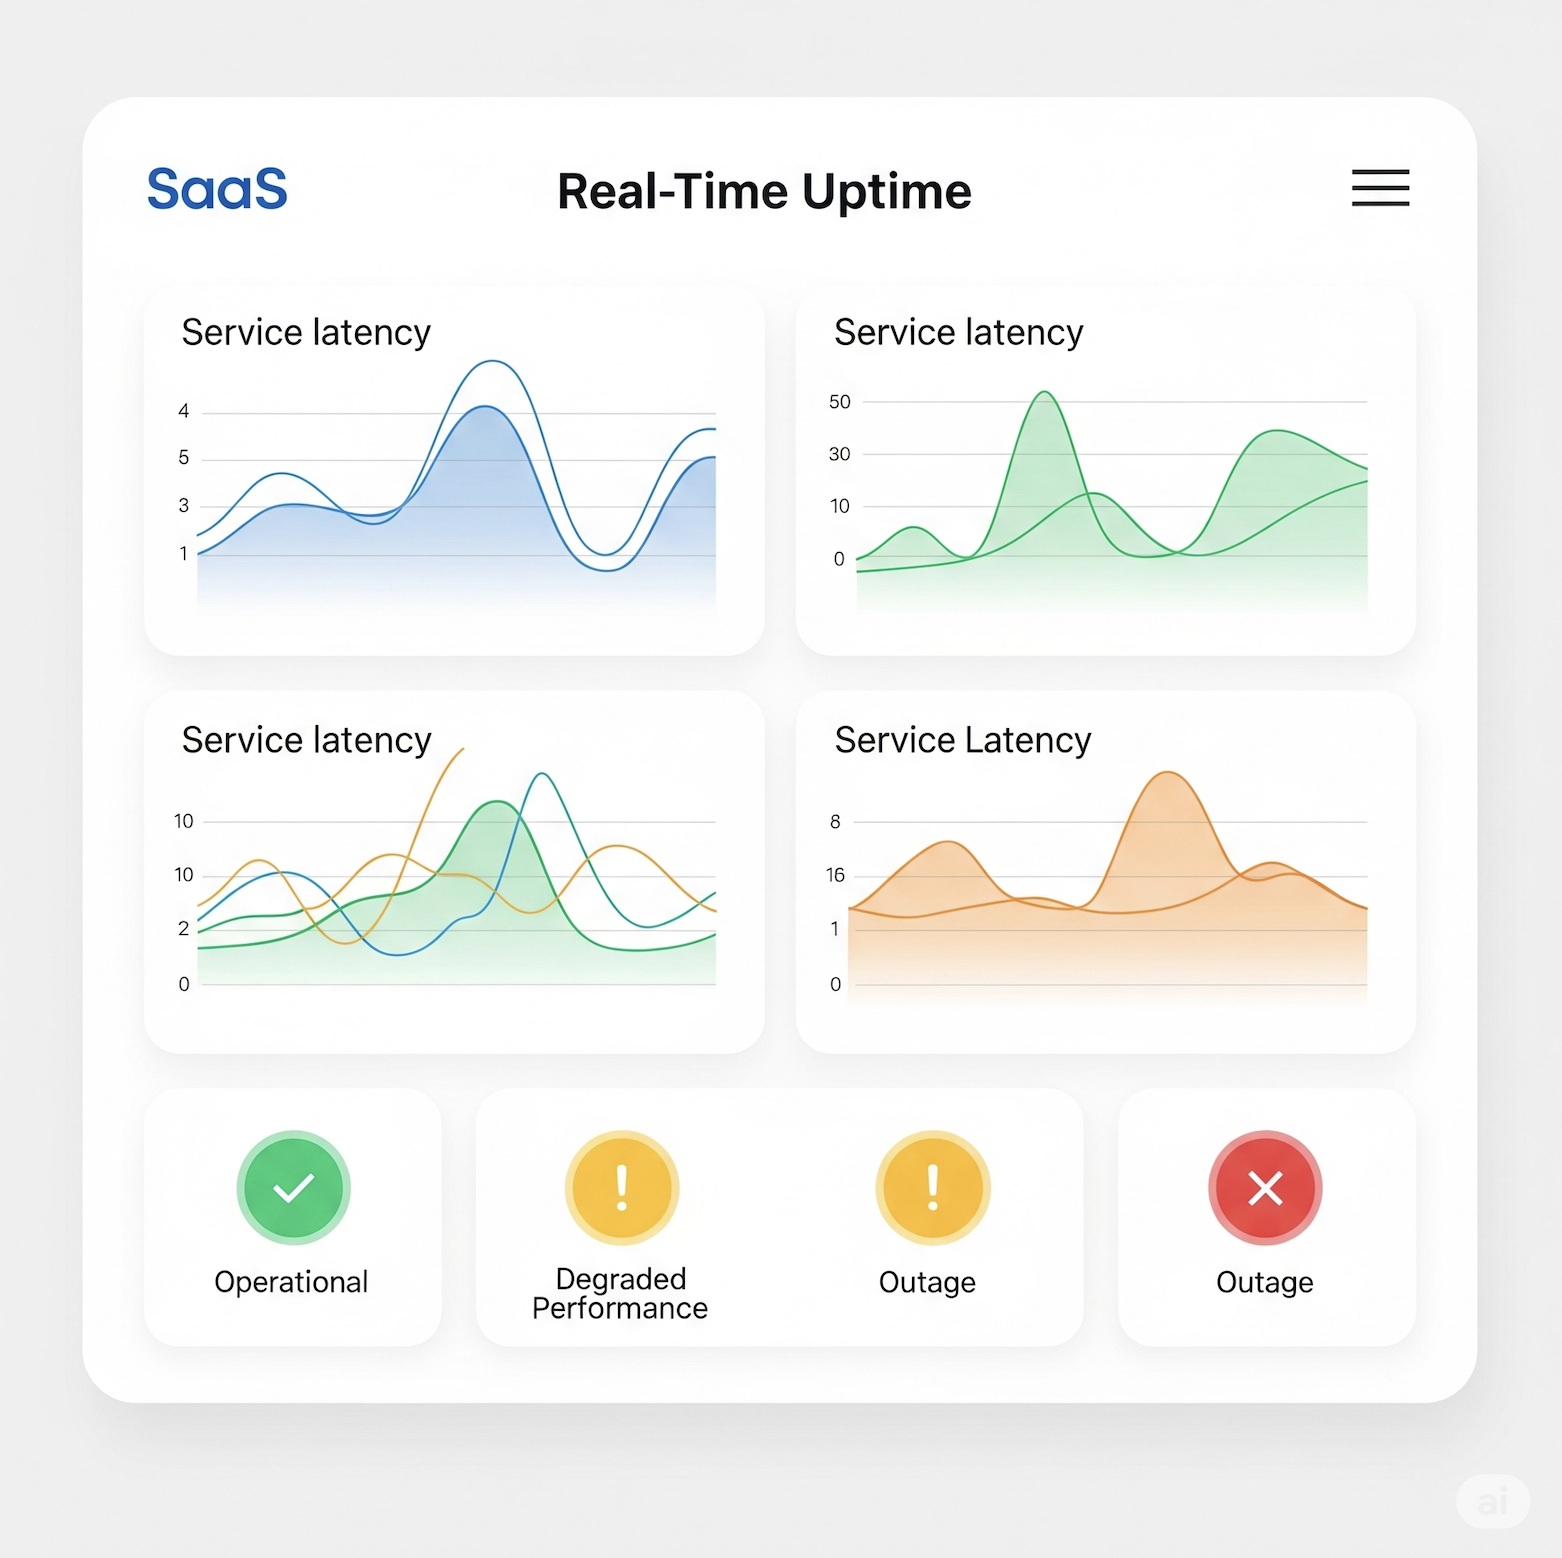 SaaS
Real-Time Uptime
Service latency
4
5
3
1
Service latency
50
30
10
0
Service latency
10
10
2
0
Service Latency
8
16
1
0
Operational
Degraded
Performance
Outage
Outage
ai